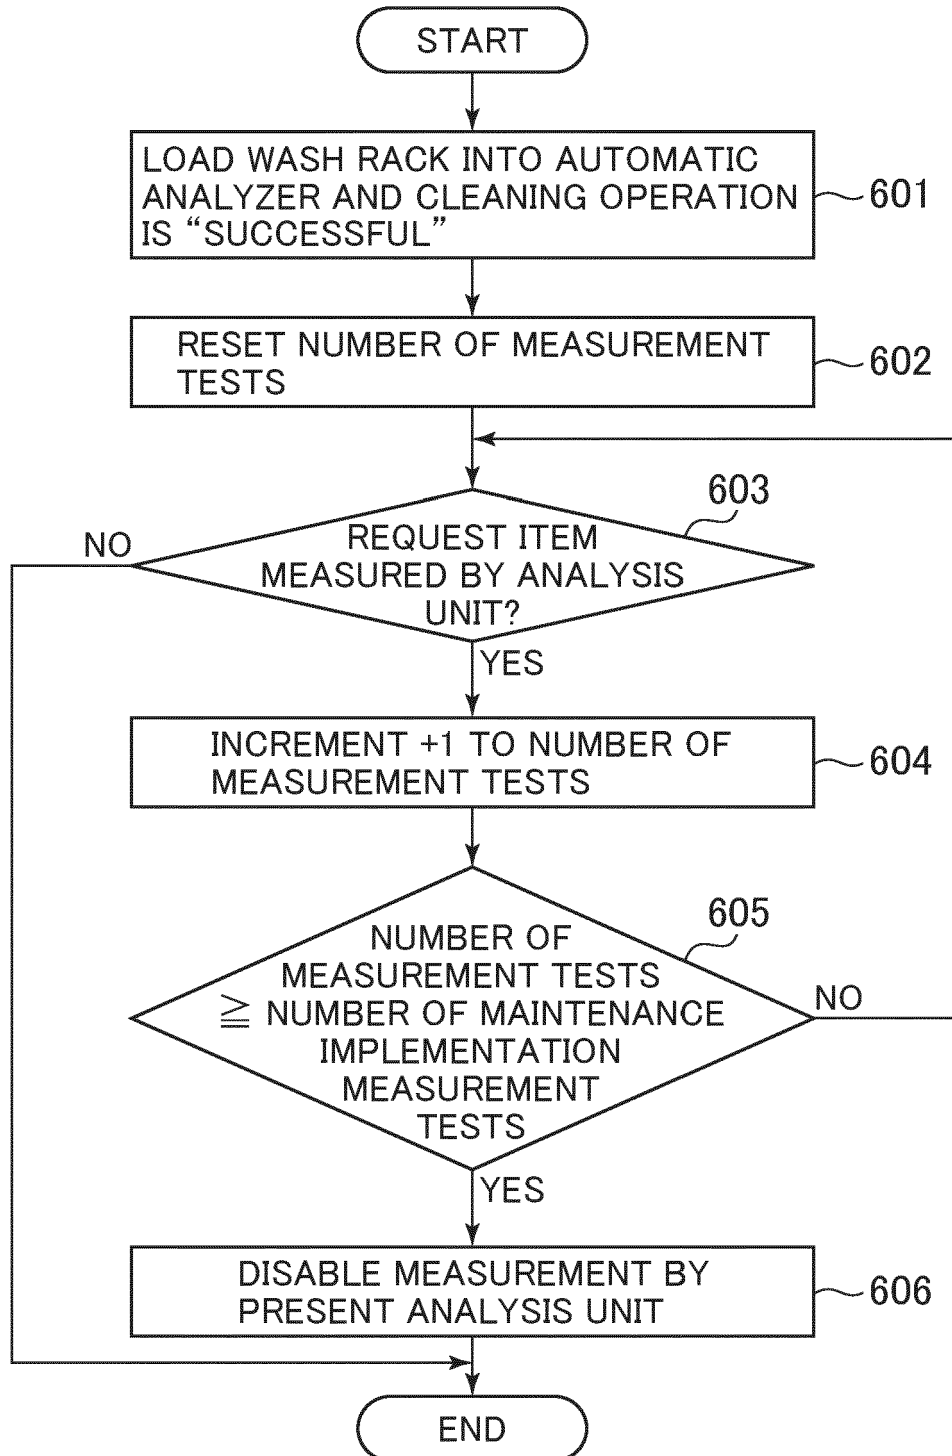 START
LOAD WASH RACK INTO AUTOMATIC
ANALYZER AND CLEANING OPERATION
IS “SUCCESSFUL”
601
RESET NUMBER OF MEASUREMENT
TESTS
602
603
NO
REQUEST ITEM
MEASURED BY ANALYSIS
UNIT?
YES
INCREMENT +1 TO NUMBER OF
MEASUREMENT TESTS
604
605
NUMBER OF
MEASUREMENT TESTS
≧ NUMBER OF MAINTENANCE
IMPLEMENTATION
MEASUREMENT
TESTS
NO
YES
DISABLE MEASUREMENT BY
PRESENT ANALYSIS UNIT
606
END